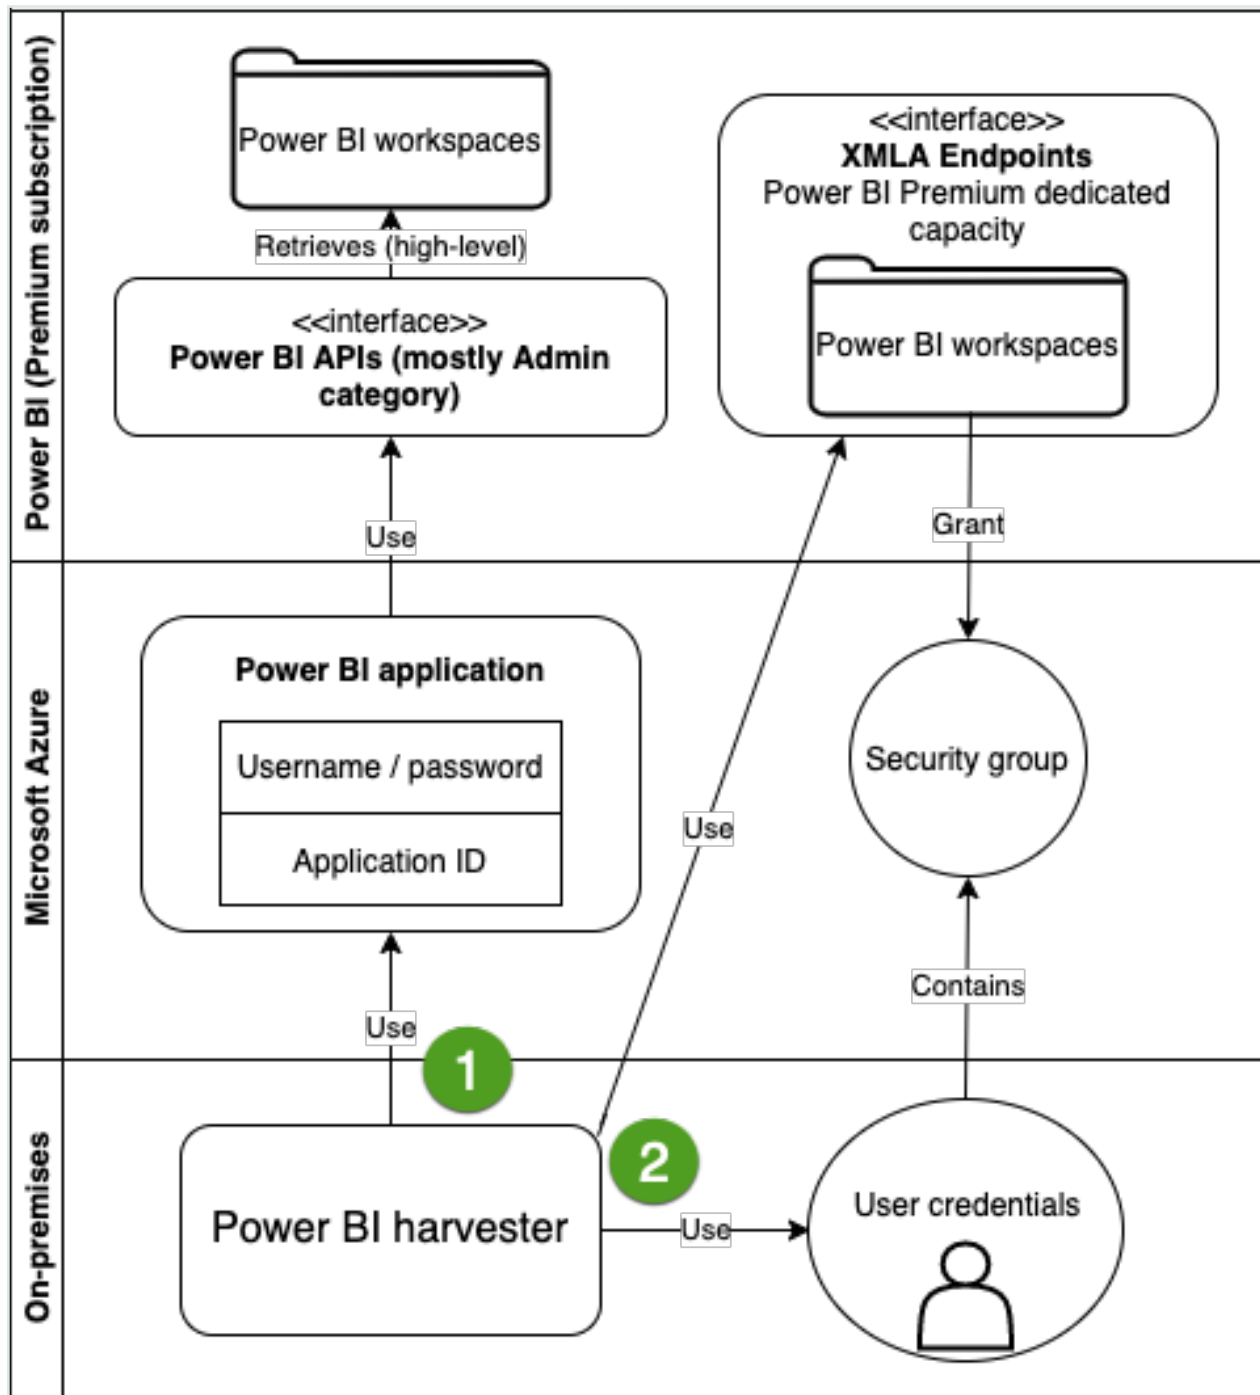 Power BI (Premium subscription)
Power BI workspaces
Retrieves (high-level)
<<interface>>
Power BI APIs (mostly Admin
category)
Use
<<interface>>
XMLA Endpoints
Power BI Premium dedicated
capacity
Power BI workspaces
Grant
Microsoft Azure
Power BI application
Username / password
Application ID
Use
Use
Security group
Contains
On-premises
1
Power BI harvester
2
Use
User credentials